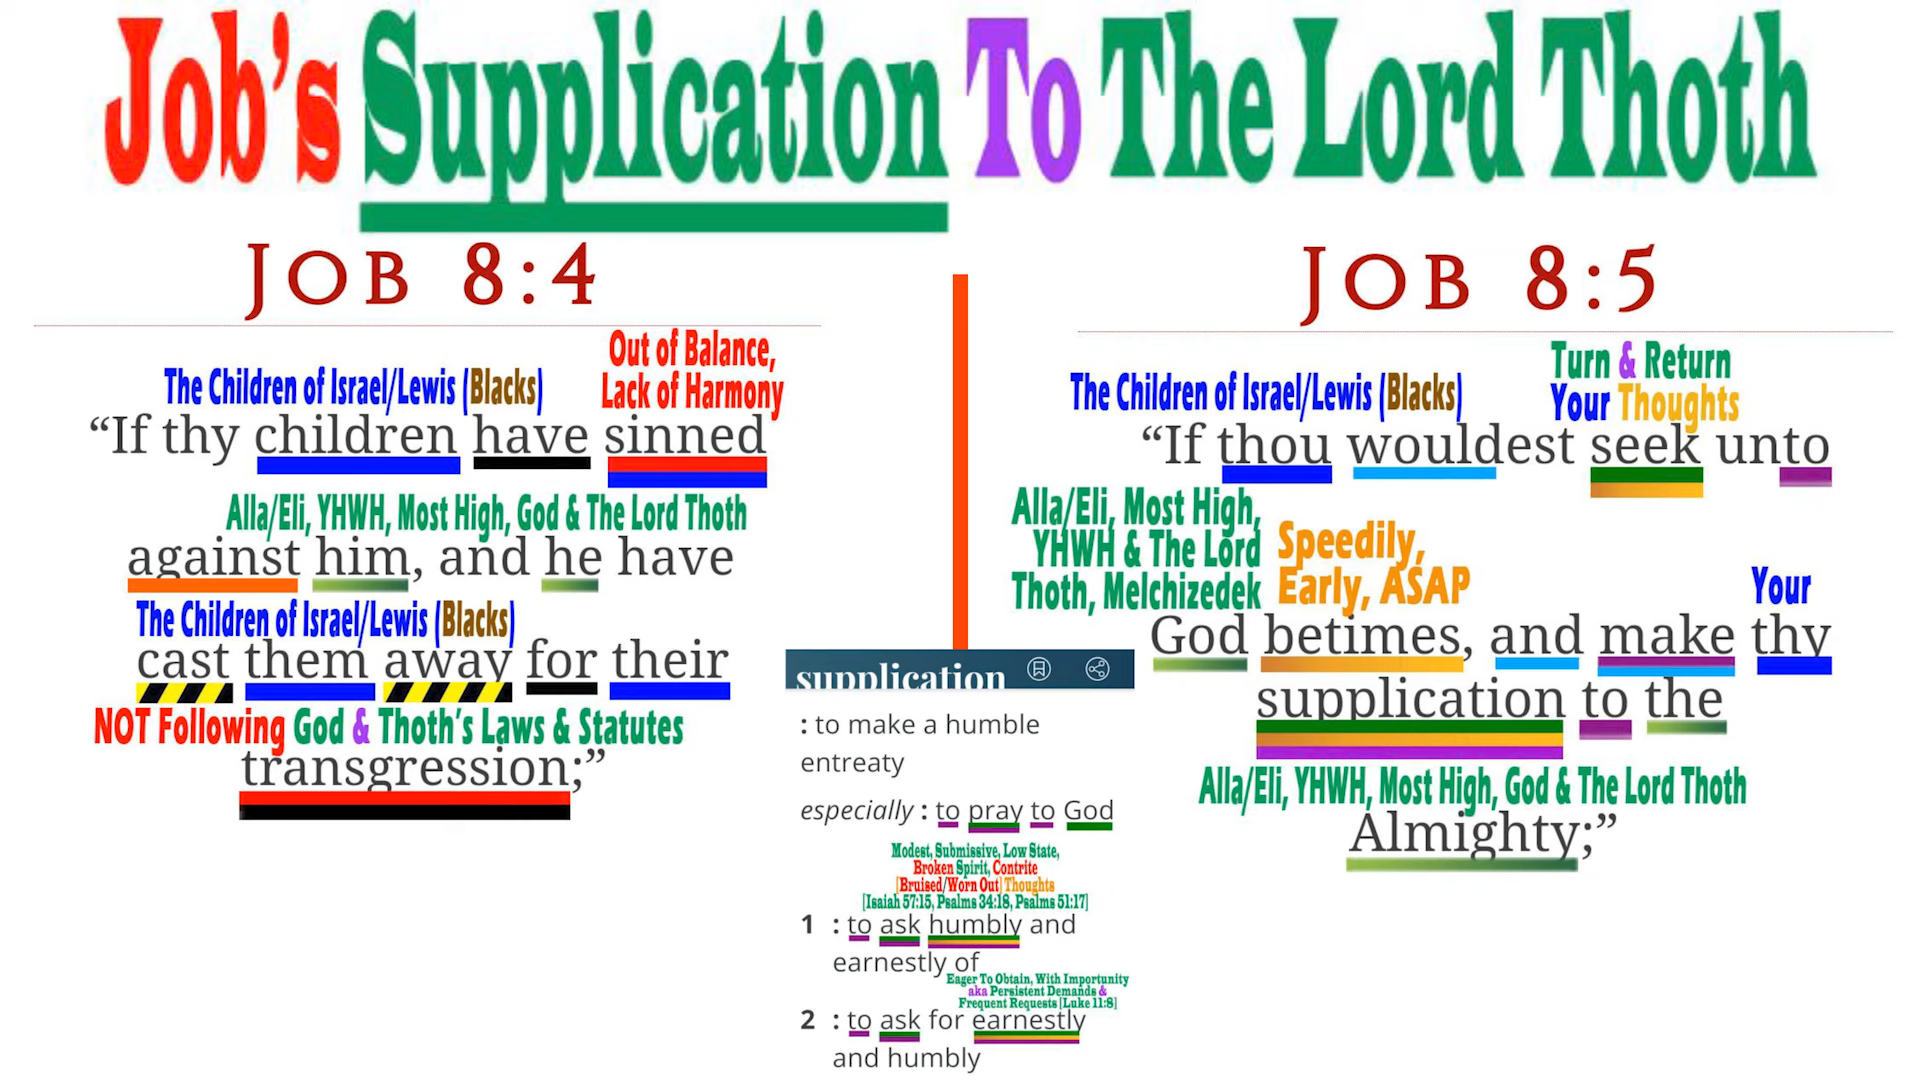 Job's Supplication To The Lord Thoth
JOB 8:4
Out of Balance,
The Children of Israel/Lewis (Blacks)
Lack of Harmony
“If thy children have sinned
Alla/Eli, YHWH, Most High, God & The Lord Thoth
against him, and he have
The Children of Israel/Lewis (Blacks)
cast them away for their
NOT Following God & Thoth's Laws & Statutes
transgression;”
supplication
: to make a humble
entreaty
especially : to pray to God
Modest, Submissive, Low State,
Broken Spirit, Contrite
[Bruised/Worn Out] Thoughts
[Isaiah 57:15, Psalms 34:18, Psalms 51:17]
1 : to ask humbly and
earnestly of
Eager To Obtain, With Importunity
aka Persistent Demands &
Frequent Requests [Luke 11:8]
2 : to ask for earnestly
and humbly
JOB 8:5
Turn & Return
The Children of Israel/Lewis (Blacks)
Your Thoughts
“If thou wouldest seek unto
Alla/Eli, Most High,
YHWH & The Lord
Thoth, Melchizedek
Speedily,
Early, ASAP
Your
God betimes, and make thy
supplication to the
Alla/Eli, YHWH, Most High, God & The Lord Thoth
Almighty;”